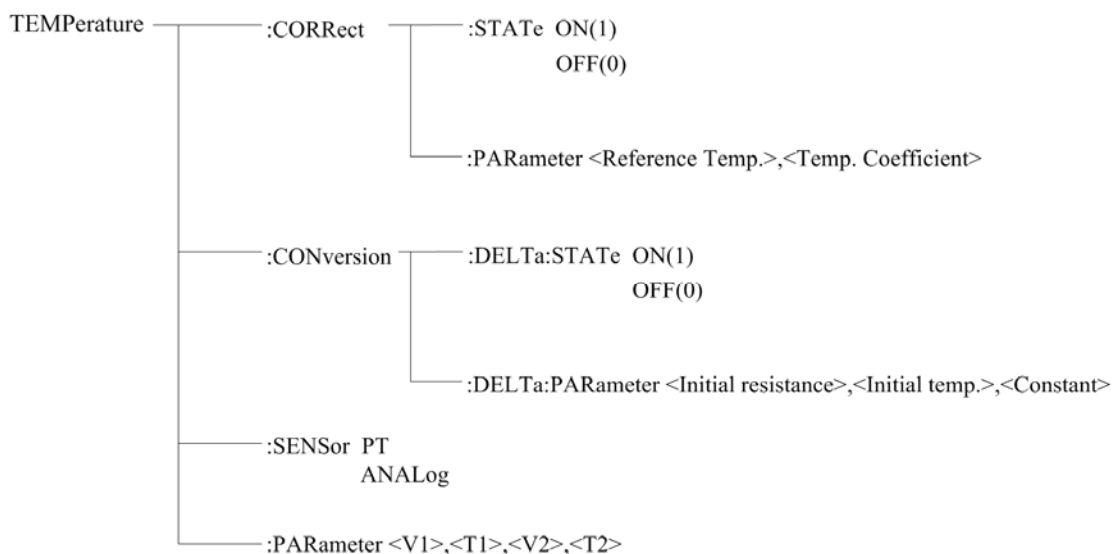 TEMPerature :CORRect :STATe ON(1)
OFF(0)
:PARameter <Reference Temp.>,<Temp. Coefficient>
:CONversion :DELTa:STATe ON(1)
OFF(0)
:DELTa:PARameter <Initial resistance>,<Initial temp.>,<Constant>
:SENSor PT
ANALog
:PARameter <V1>,<T1>,<V2>,<T2>